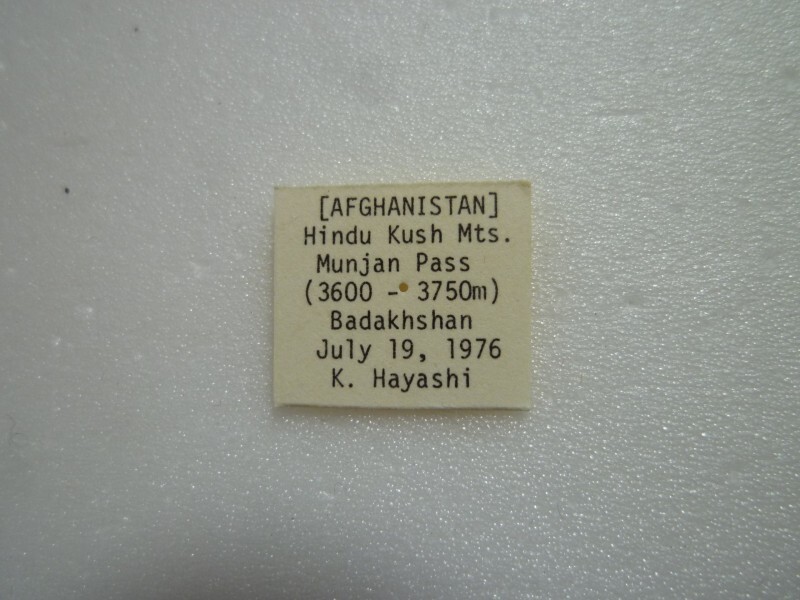 [AFGHANISTAN]
Hindu Kush Mts.
Munjan Pass
(3600 - 3750m)
Badakhshan
July 19, 1976
K. Hayashi